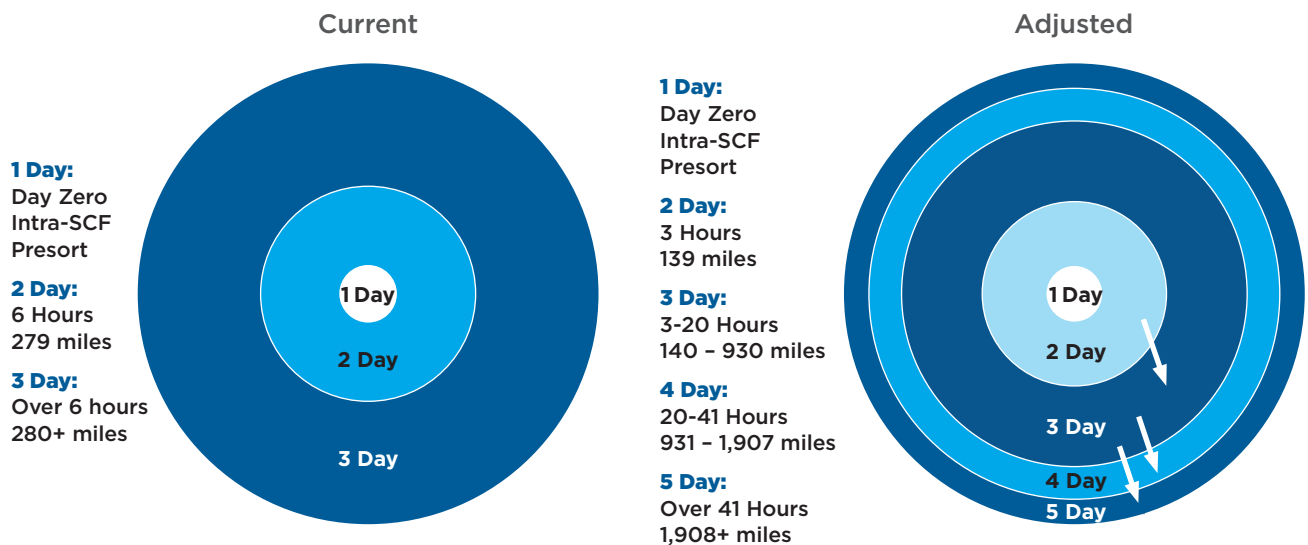 Current
1 Day:
Day Zero
Intra-SCF
Presort
2 Day:
6 Hours
279 miles
3 Day:
Over 6 hours
280+ miles
1 Day
2 Day
3 Day
Adjusted
1 Day:
Day Zero
Intra-SCF
Presort
2 Day:
3 Hours
139 miles
3 Day:
3-20 Hours
140 – 930 miles
4 Day:
20-41 Hours
931 – 1,907 miles
5 Day:
Over 41 Hours
1,908+ miles
1 Day
2 Day
3 Day
4 Day
5 Day